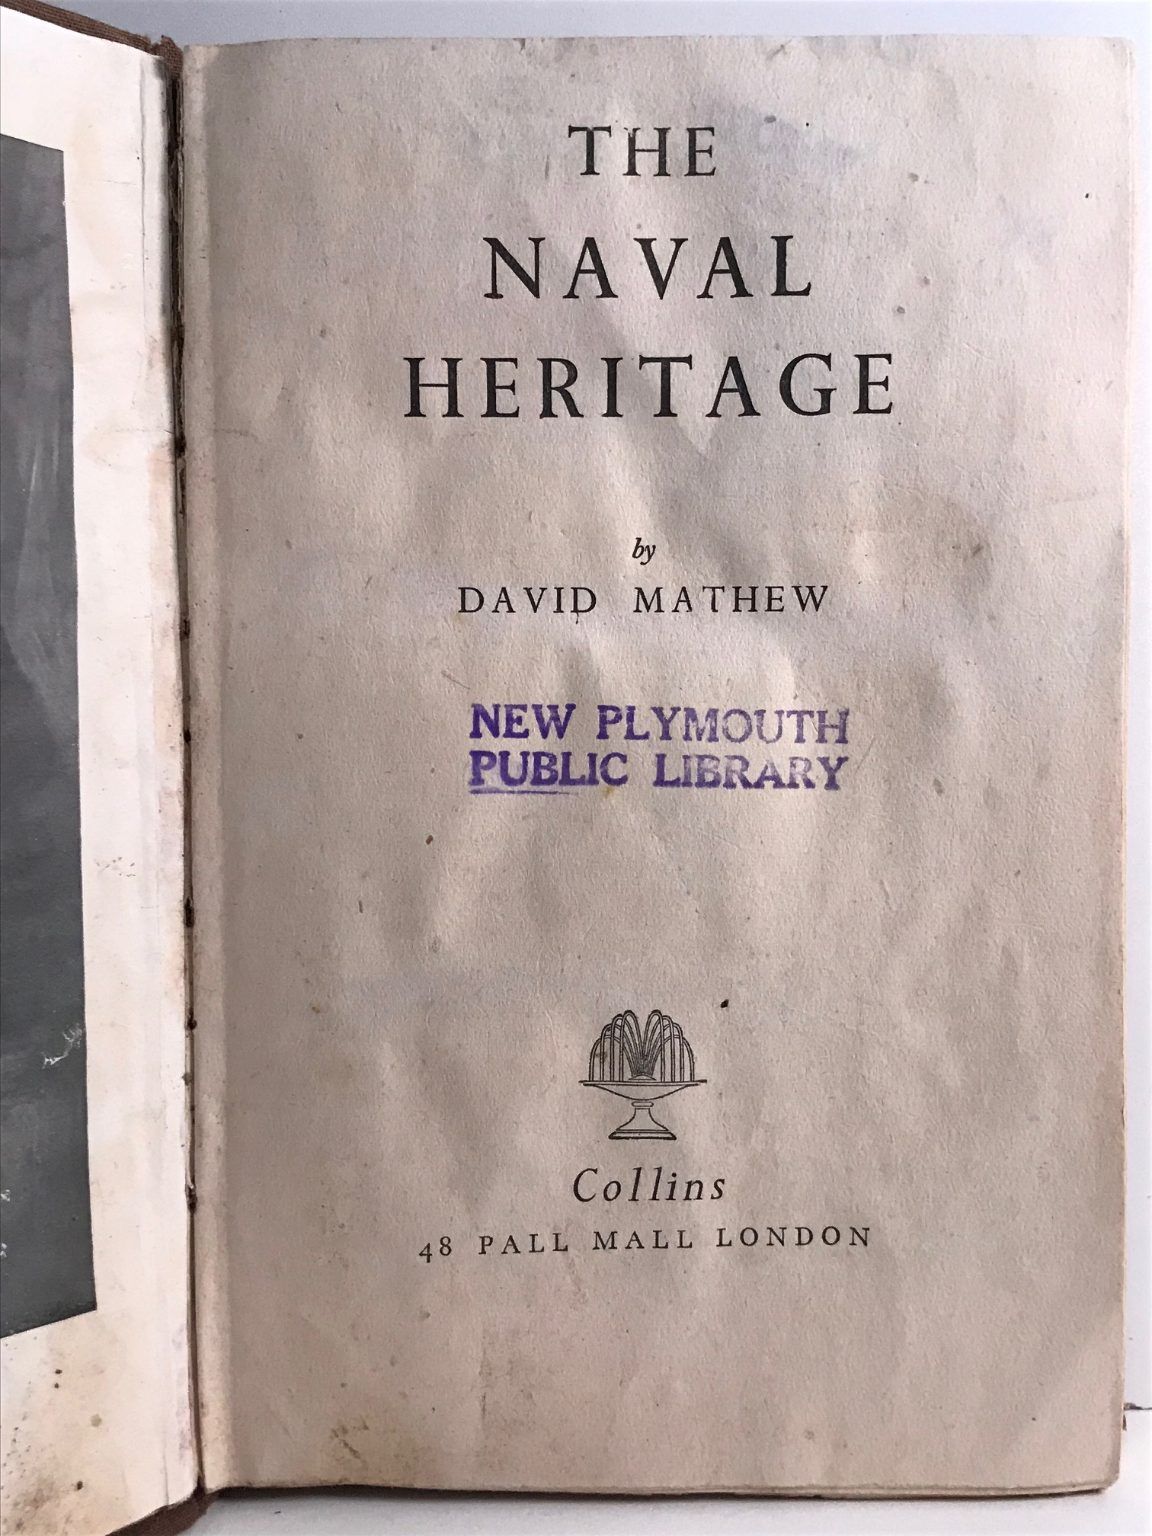 THE
NAVAL
HERITAGE
by
DAVID MATHEW
NEW PLYMOUTH
PUBLIC LIBRARY
Collins
48 PALL MALL LONDON